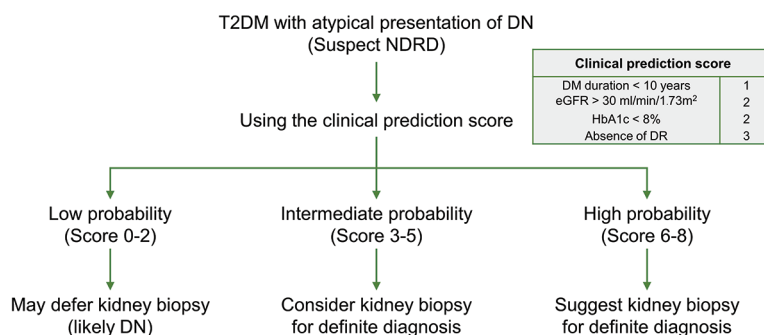 T2DM with atypical presentation of DN
(Suspect NDRD)
Clinical prediction score
DM duration < 10 years 1
eGFR > 30 ml/min/1.73m² 2
HbA1c < 8% 2
Absence of DR 3
Using the clinical prediction score
Low probability
(Score 0-2)
Intermediate probability
(Score 3-5)
High probability
(Score 6-8)
May defer kidney biopsy
(likely DN)
Consider kidney biopsy
for definite diagnosis
Suggest kidney biopsy
for definite diagnosis